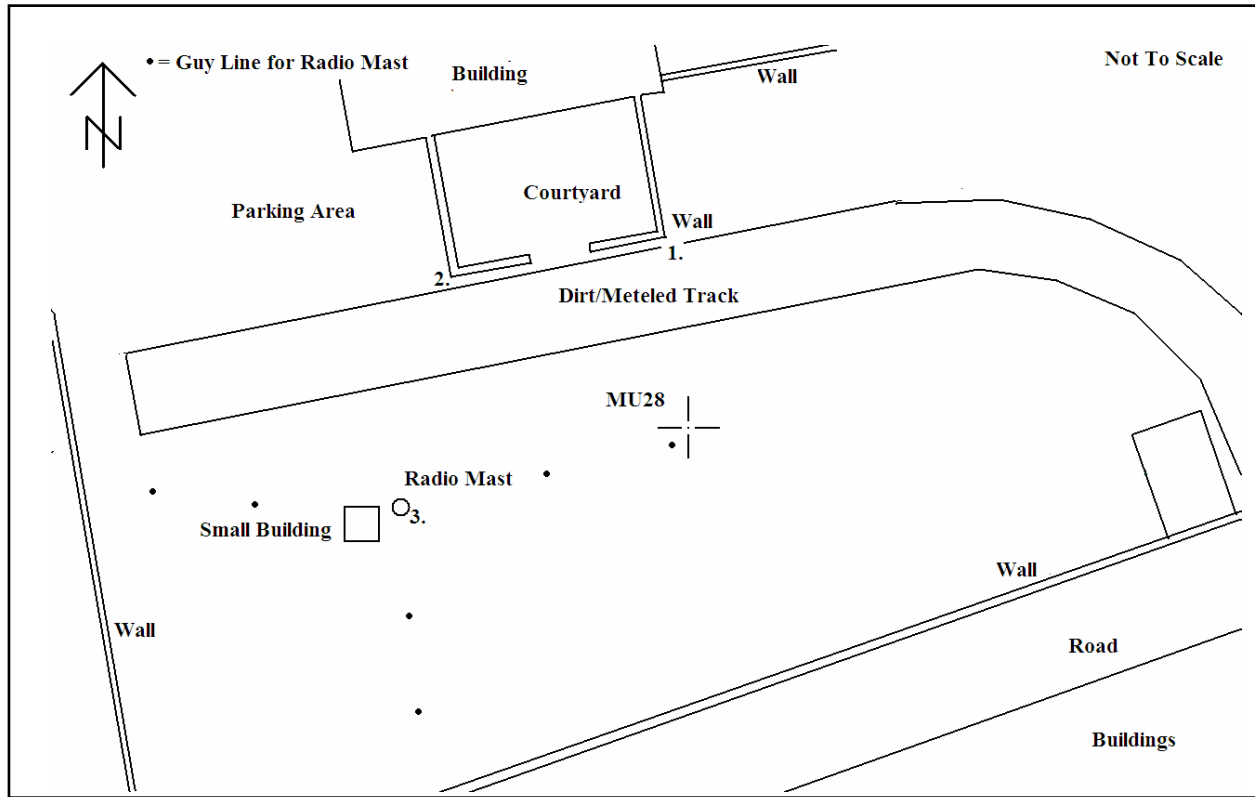 • = Guy Line for Radio Mast
Building
Wall
Not To Scale
N
Parking Area
Courtyard
Wall
1.
2.
Dirt/Meteled Track
MU28
Radio Mast
3.
Small Building
Wall
Wall
Road
Buildings